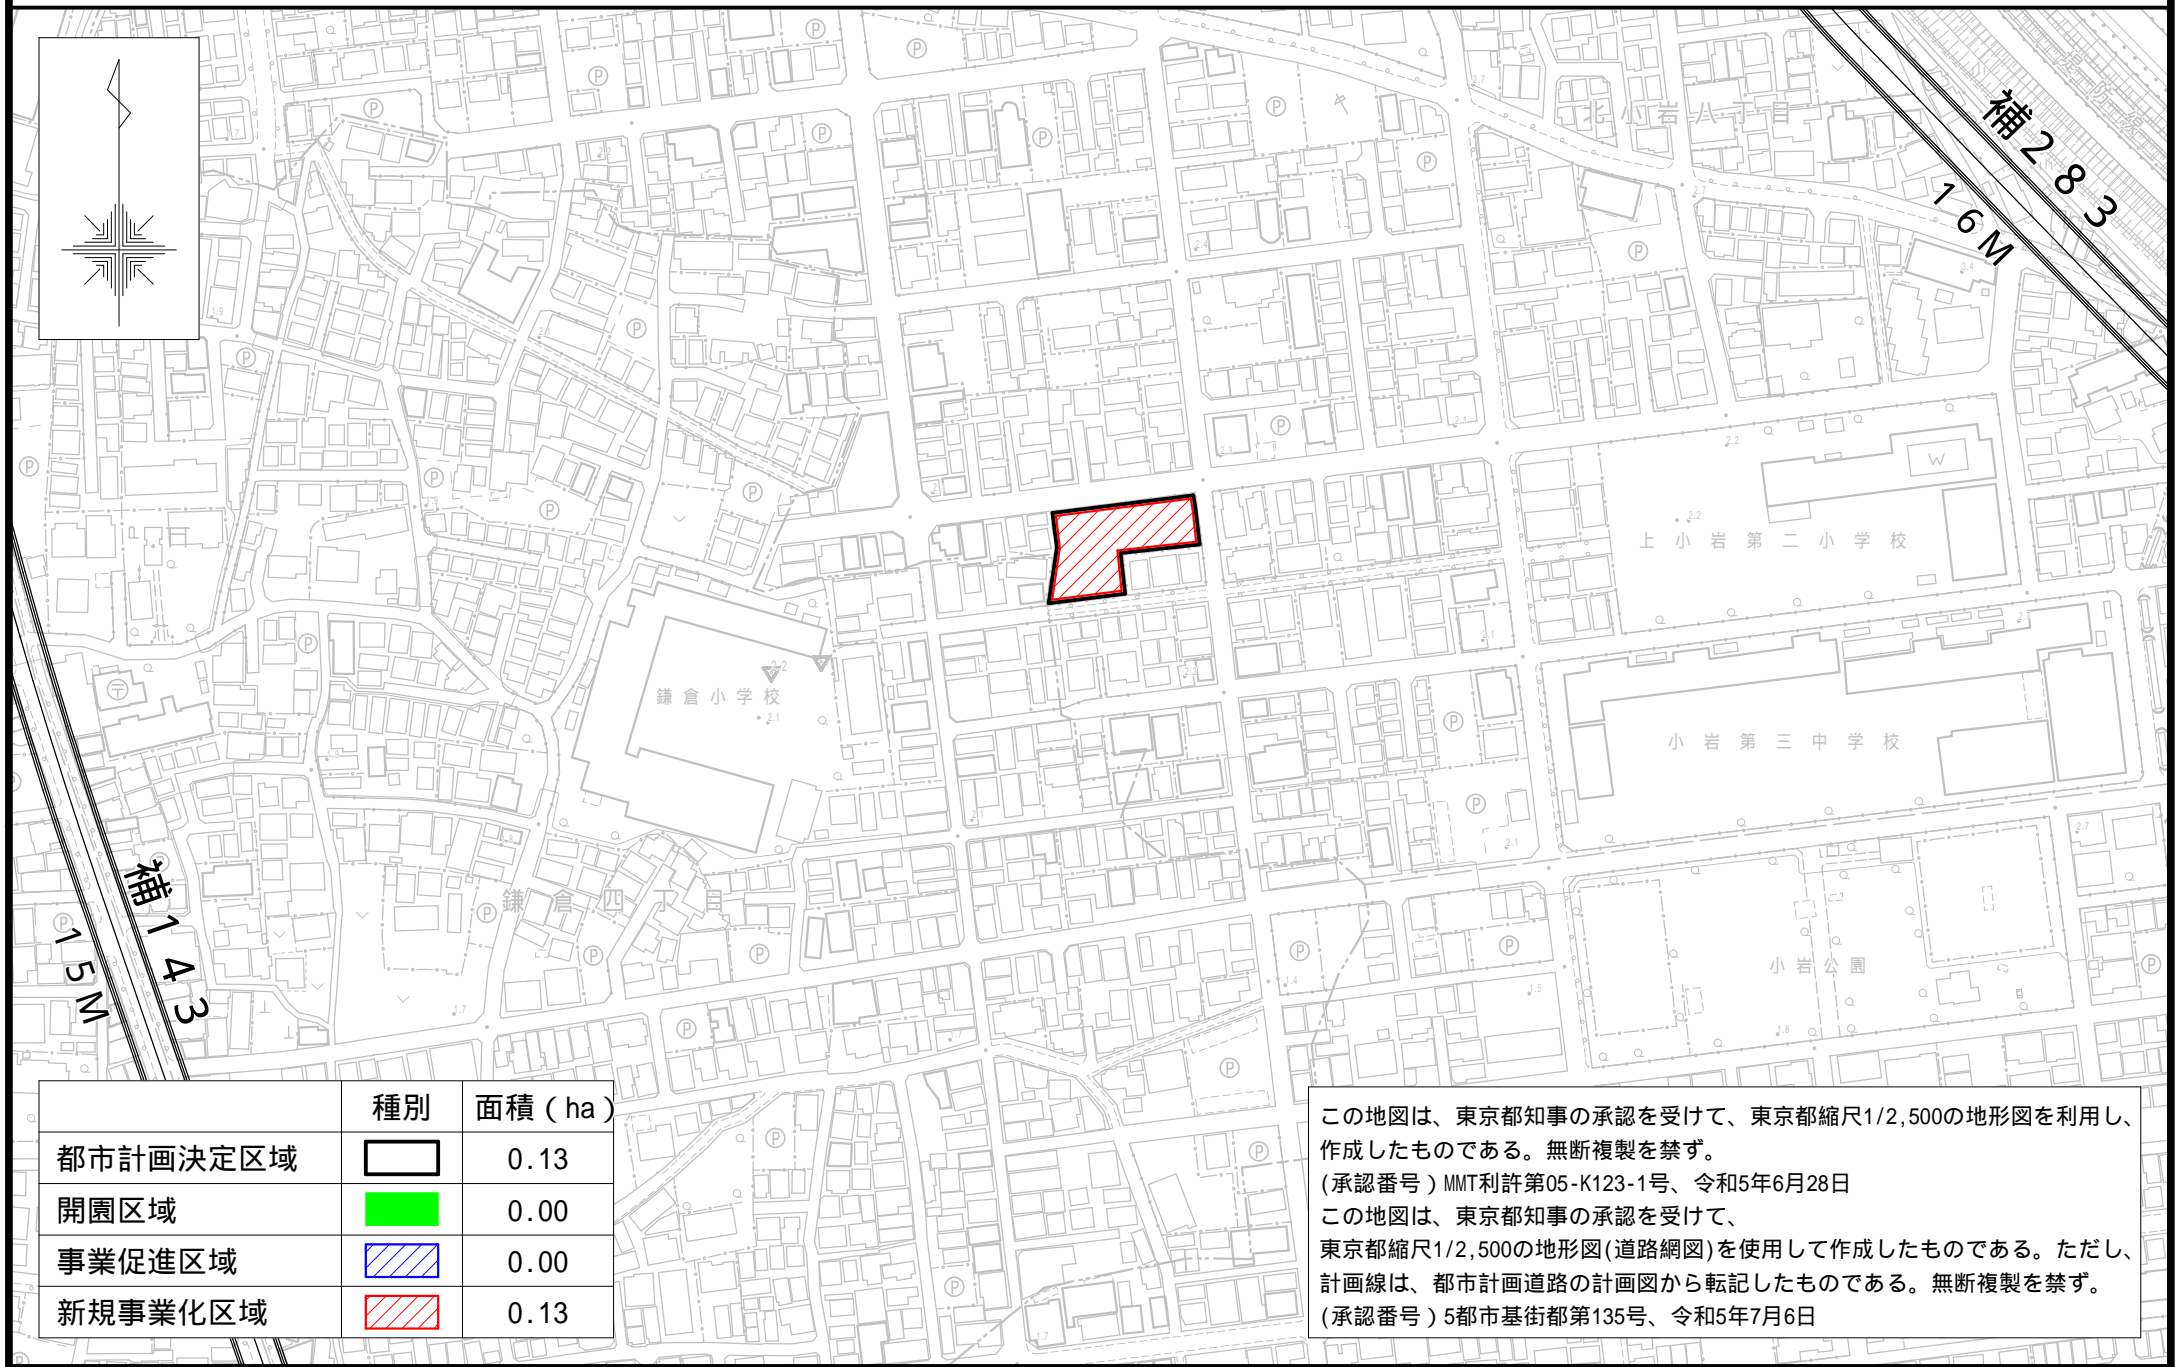 北小岩八丁目
補283
16M
上小岩第二小学校
W
鎌倉小学校
小岩第三中学校
補143
15M
鎌倉四丁目
小岩公園
種別 面積(ha)
都市計画決定区域 0.13
開園区域 0.00
事業促進区域 0.00
新規事業化区域 0.13
この地図は、東京都知事の承認を受けて、東京都縮尺1/2,500の地形図を利用し、
作成したものである。無断複製を禁ず。
(承認番号)MMT利許第05-K123-1号、令和5年6月28日
この地図は、東京都知事の承認を受けて、
東京都縮尺1/2,500の地形図(道路網図)を使用して作成したものである。ただし、
計画線は、都市計画道路の計画図から転記したものである。無断複製を禁ず。
(承認番号)5都市基街都第135号、令和5年7月6日